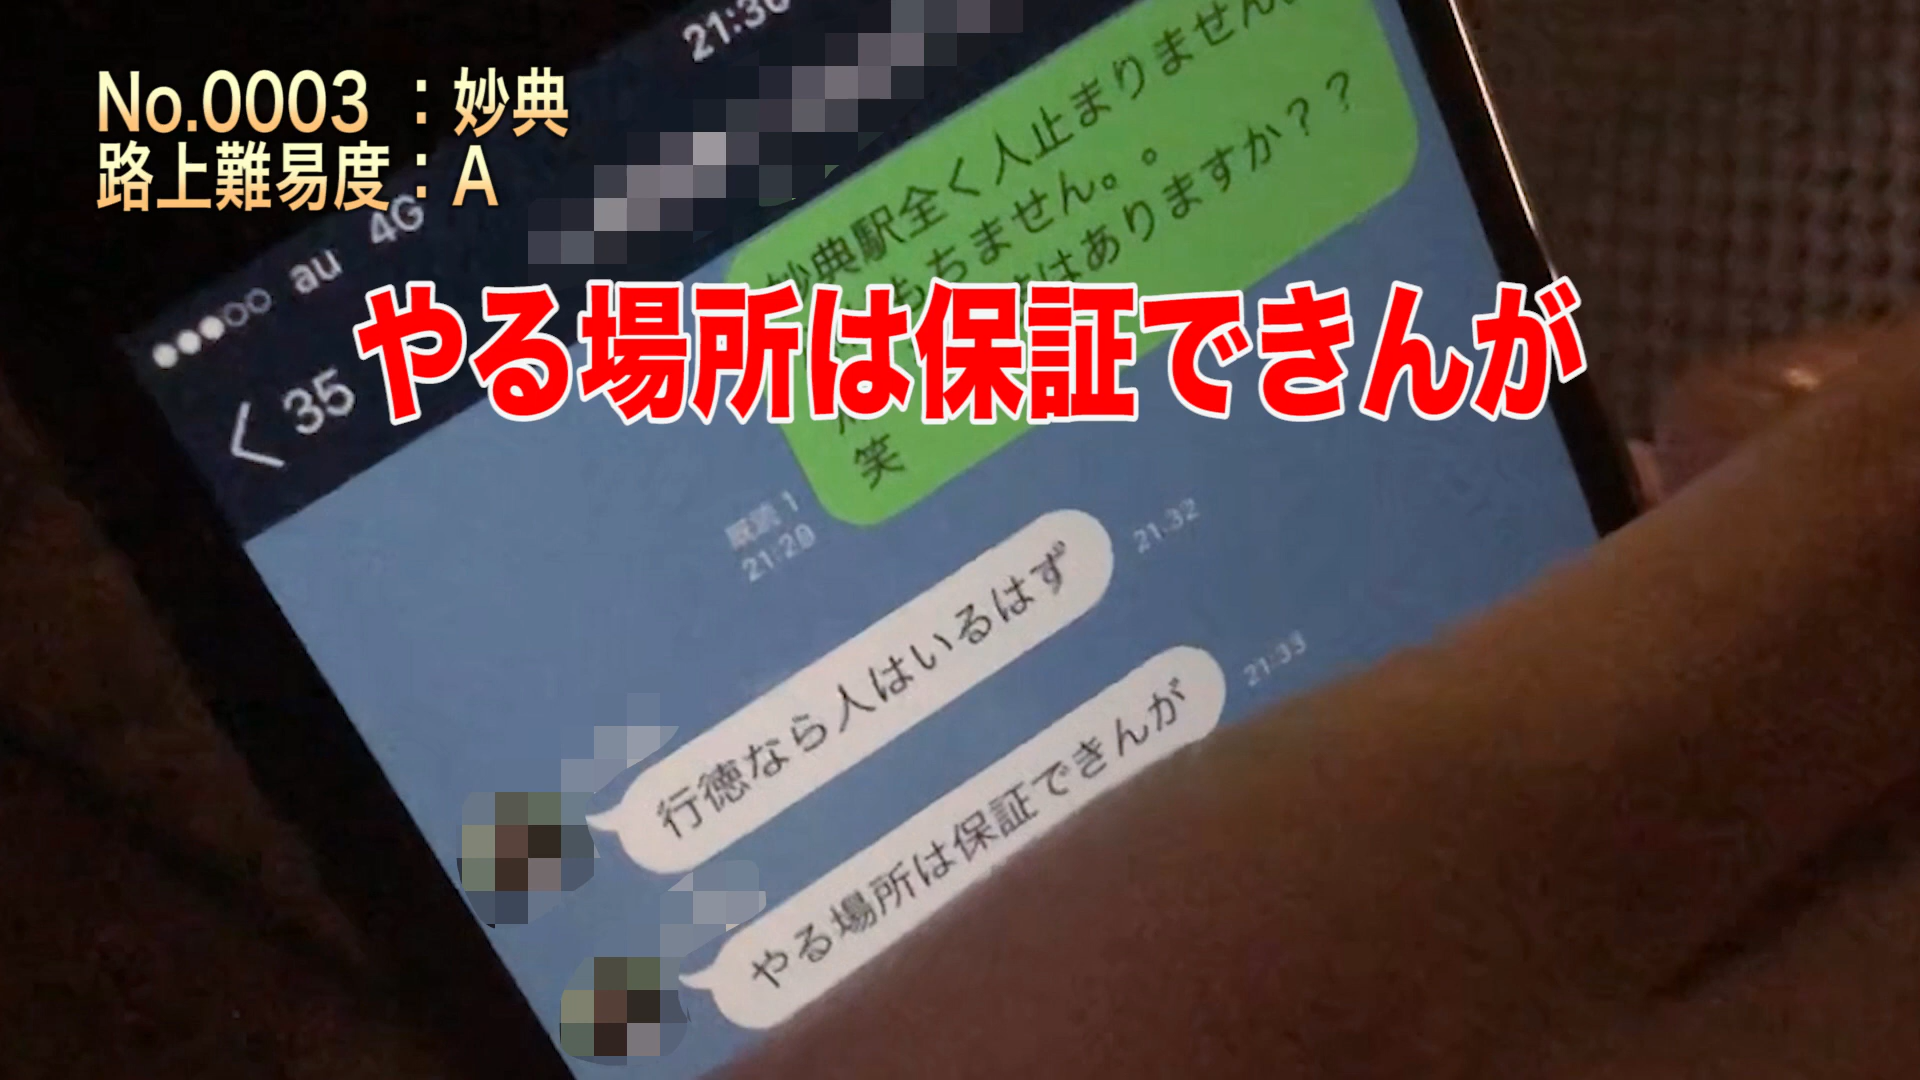 No.0003 ：妙典
路上難易度：A
21:30
au 4G
35
やる場所は保証できんが
妙典駅全く人止まりません。
もちません。。
はありますか？？
笑
既読 1
21:29
行徳なら人はいるはず
21:32
やる場所は保証できんが
21:33